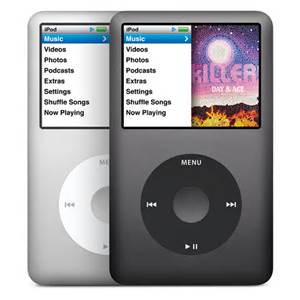 iPod
Music
Videos
Photos
Podcasts
Extras
Settings
Shuffle Songs
Now Playing
iPod
Music
Videos
Photos
Podcasts
Extras
Settings
Shuffle Songs
Now Playing
KILLER
DAY & AGE
MENU